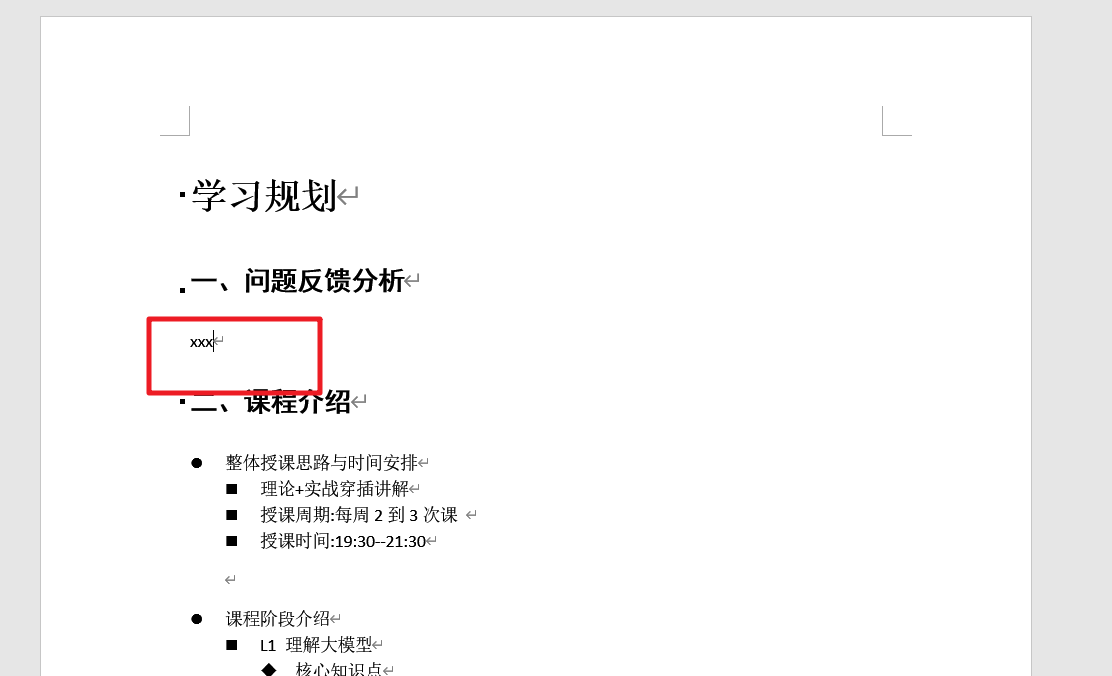 学习规划
一、问题反馈分析
xxx
二、课程介绍
整体授课思路与时间安排
理论+实战穿插讲解
授课周期:每周 2 到 3 次课
授课时间:19:30--21:30
课程阶段介绍
L1 理解大模型
核心知识点